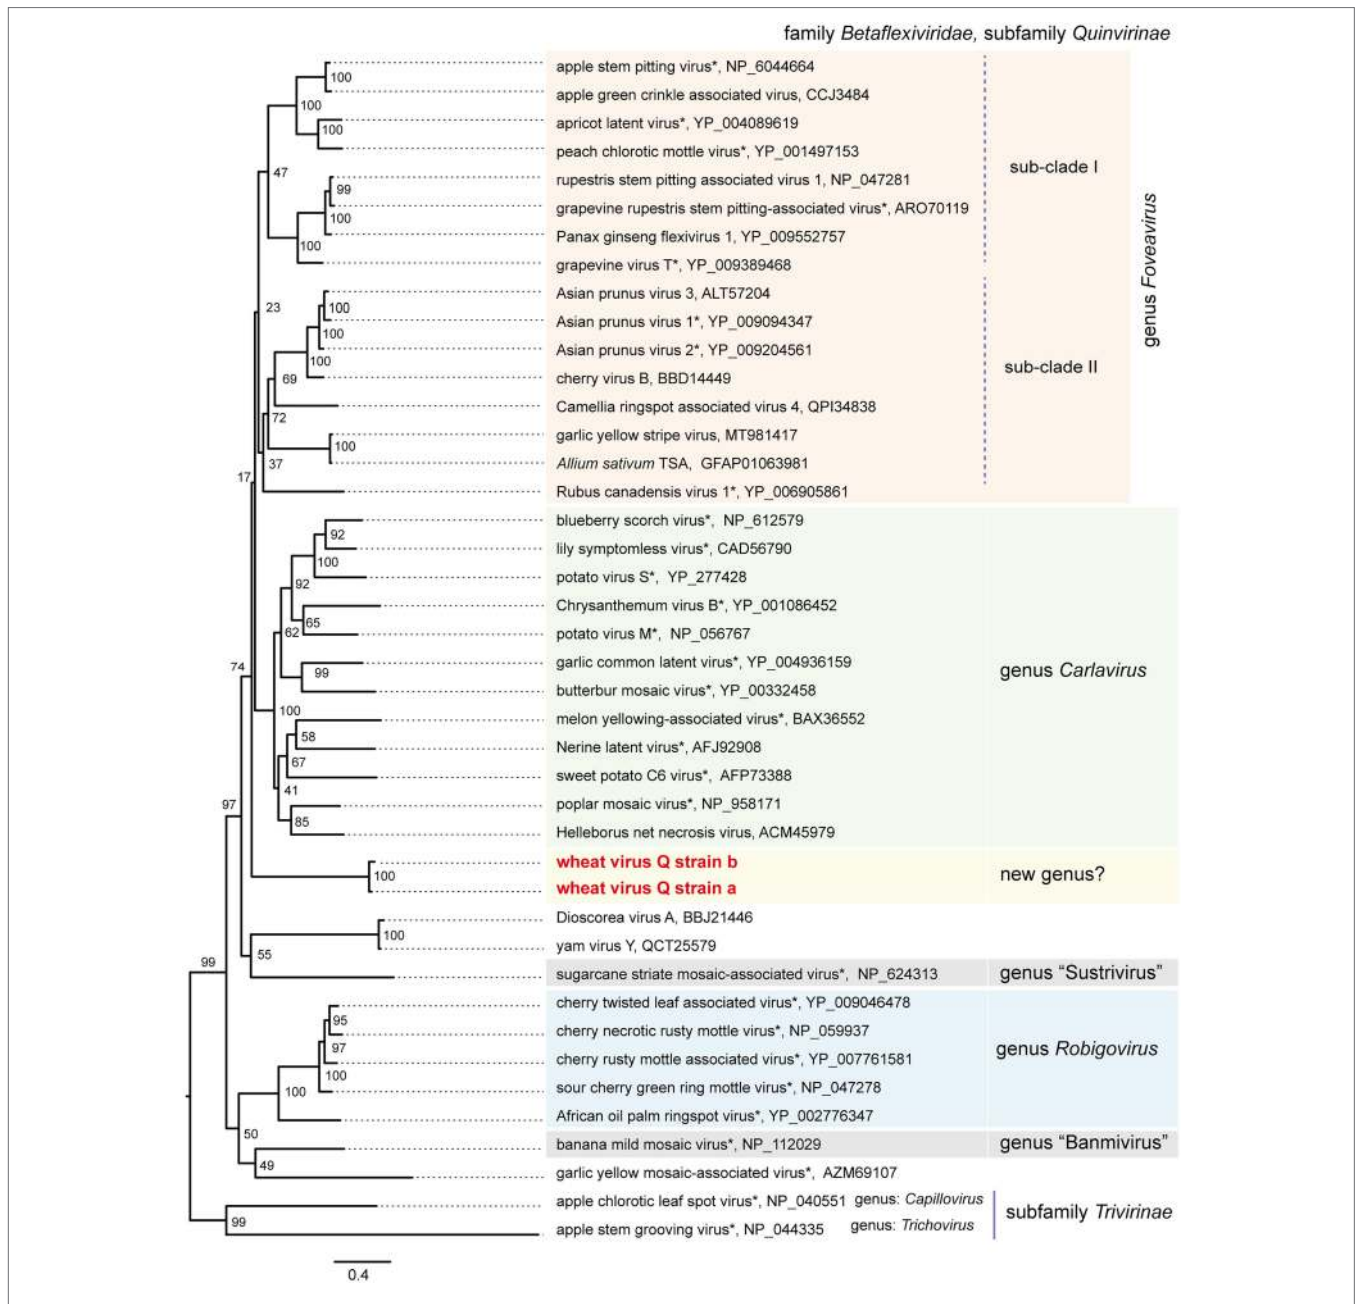 family Betaflexiviridae, subfamily Quinvirinae
apple stem pitting virus*, NP_6044664
100
apple green crinkle associated virus, CCJ3484
100
apricot latent virus*, YP_004089619
100
peach chlorotic mottle virus*, YP_001497153
sub-clade I
47
rupestris stem pitting associated virus 1, NP_047281
99
grapevine rupestris stem pitting-associated virus*, ARO70119
100
Panax ginseng flexivirus 1, YP_009552757
100
grapevine virus T*, YP_009389468
genus Foveavirus
Asian prunus virus 3, ALT57204
23
100
Asian prunus virus 1*, YP_009094347
100
Asian prunus virus 2*, YP_009204561
100
sub-clade II
69
cherry virus B, BBD14449
Camellia ringspot associated virus 4, QPI34838
72
garlic yellow stripe virus, MT981417
100
37
Allium sativum TSA, GFAP01063981
17
Rubus canadensis virus 1*, YP_006905861
blueberry scorch virus*, NP_612579
92
lily symptomless virus*, CAD56790
100
potato virus S*, YP_277428
92
Chrysanthemum virus B*, YP_001086452
65
62
potato virus M*, NP_056767
garlic common latent virus*, YP_004936159
74
99
genus Carlavirus
butterbur mosaic virus*, YP_00332458
100
melon yellowing-associated virus*, BAX36552
58
Nerine latent virus*, AFJ92908
67
sweet potato C6 virus*, AFP73388
41
poplar mosaic virus*, NP_958171
97
85
Helleborus net necrosis virus, ACM45979
wheat virus Q strain b
100
new genus?
wheat virus Q strain a
Dioscorea virus A, BBJ21446
100
yam virus Y, QCT25579
55
99
sugarcane striate mosaic-associated virus*, NP_624313
genus “Sustrivirus”
cherry twisted leaf associated virus*, YP_009046478
95
cherry necrotic rusty mottle virus*, NP_059937
97
genus Robigovirus
cherry rusty mottle associated virus*, YP_007761581
100
sour cherry green ring mottle virus*, NP_047278
100
African oil palm ringspot virus*, YP_002776347
50
banana mild mosaic virus*, NP_112029
genus “Banmivirus”
49
garlic yellow mosaic-associated virus*, AZM69107
apple chlorotic leaf spot virus*, NP_040551 genus: Capillovirus
99
subfamily Trivirinae
apple stem grooving virus*, NP_044335 genus: Trichovirus
0.4